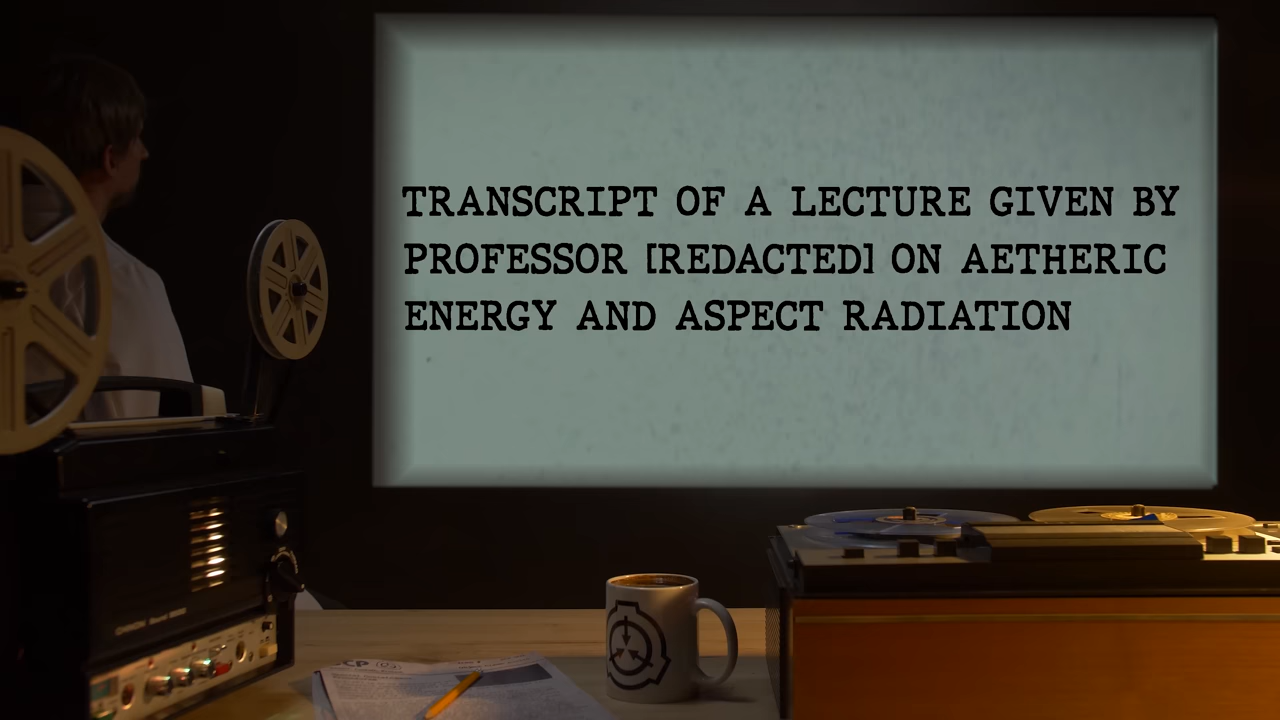 TRANSCRIPT OF A LECTURE GIVEN BY
PROFESSOR [REDACTED] ON AETHERIC
ENERGY AND ASPECT RADIATION